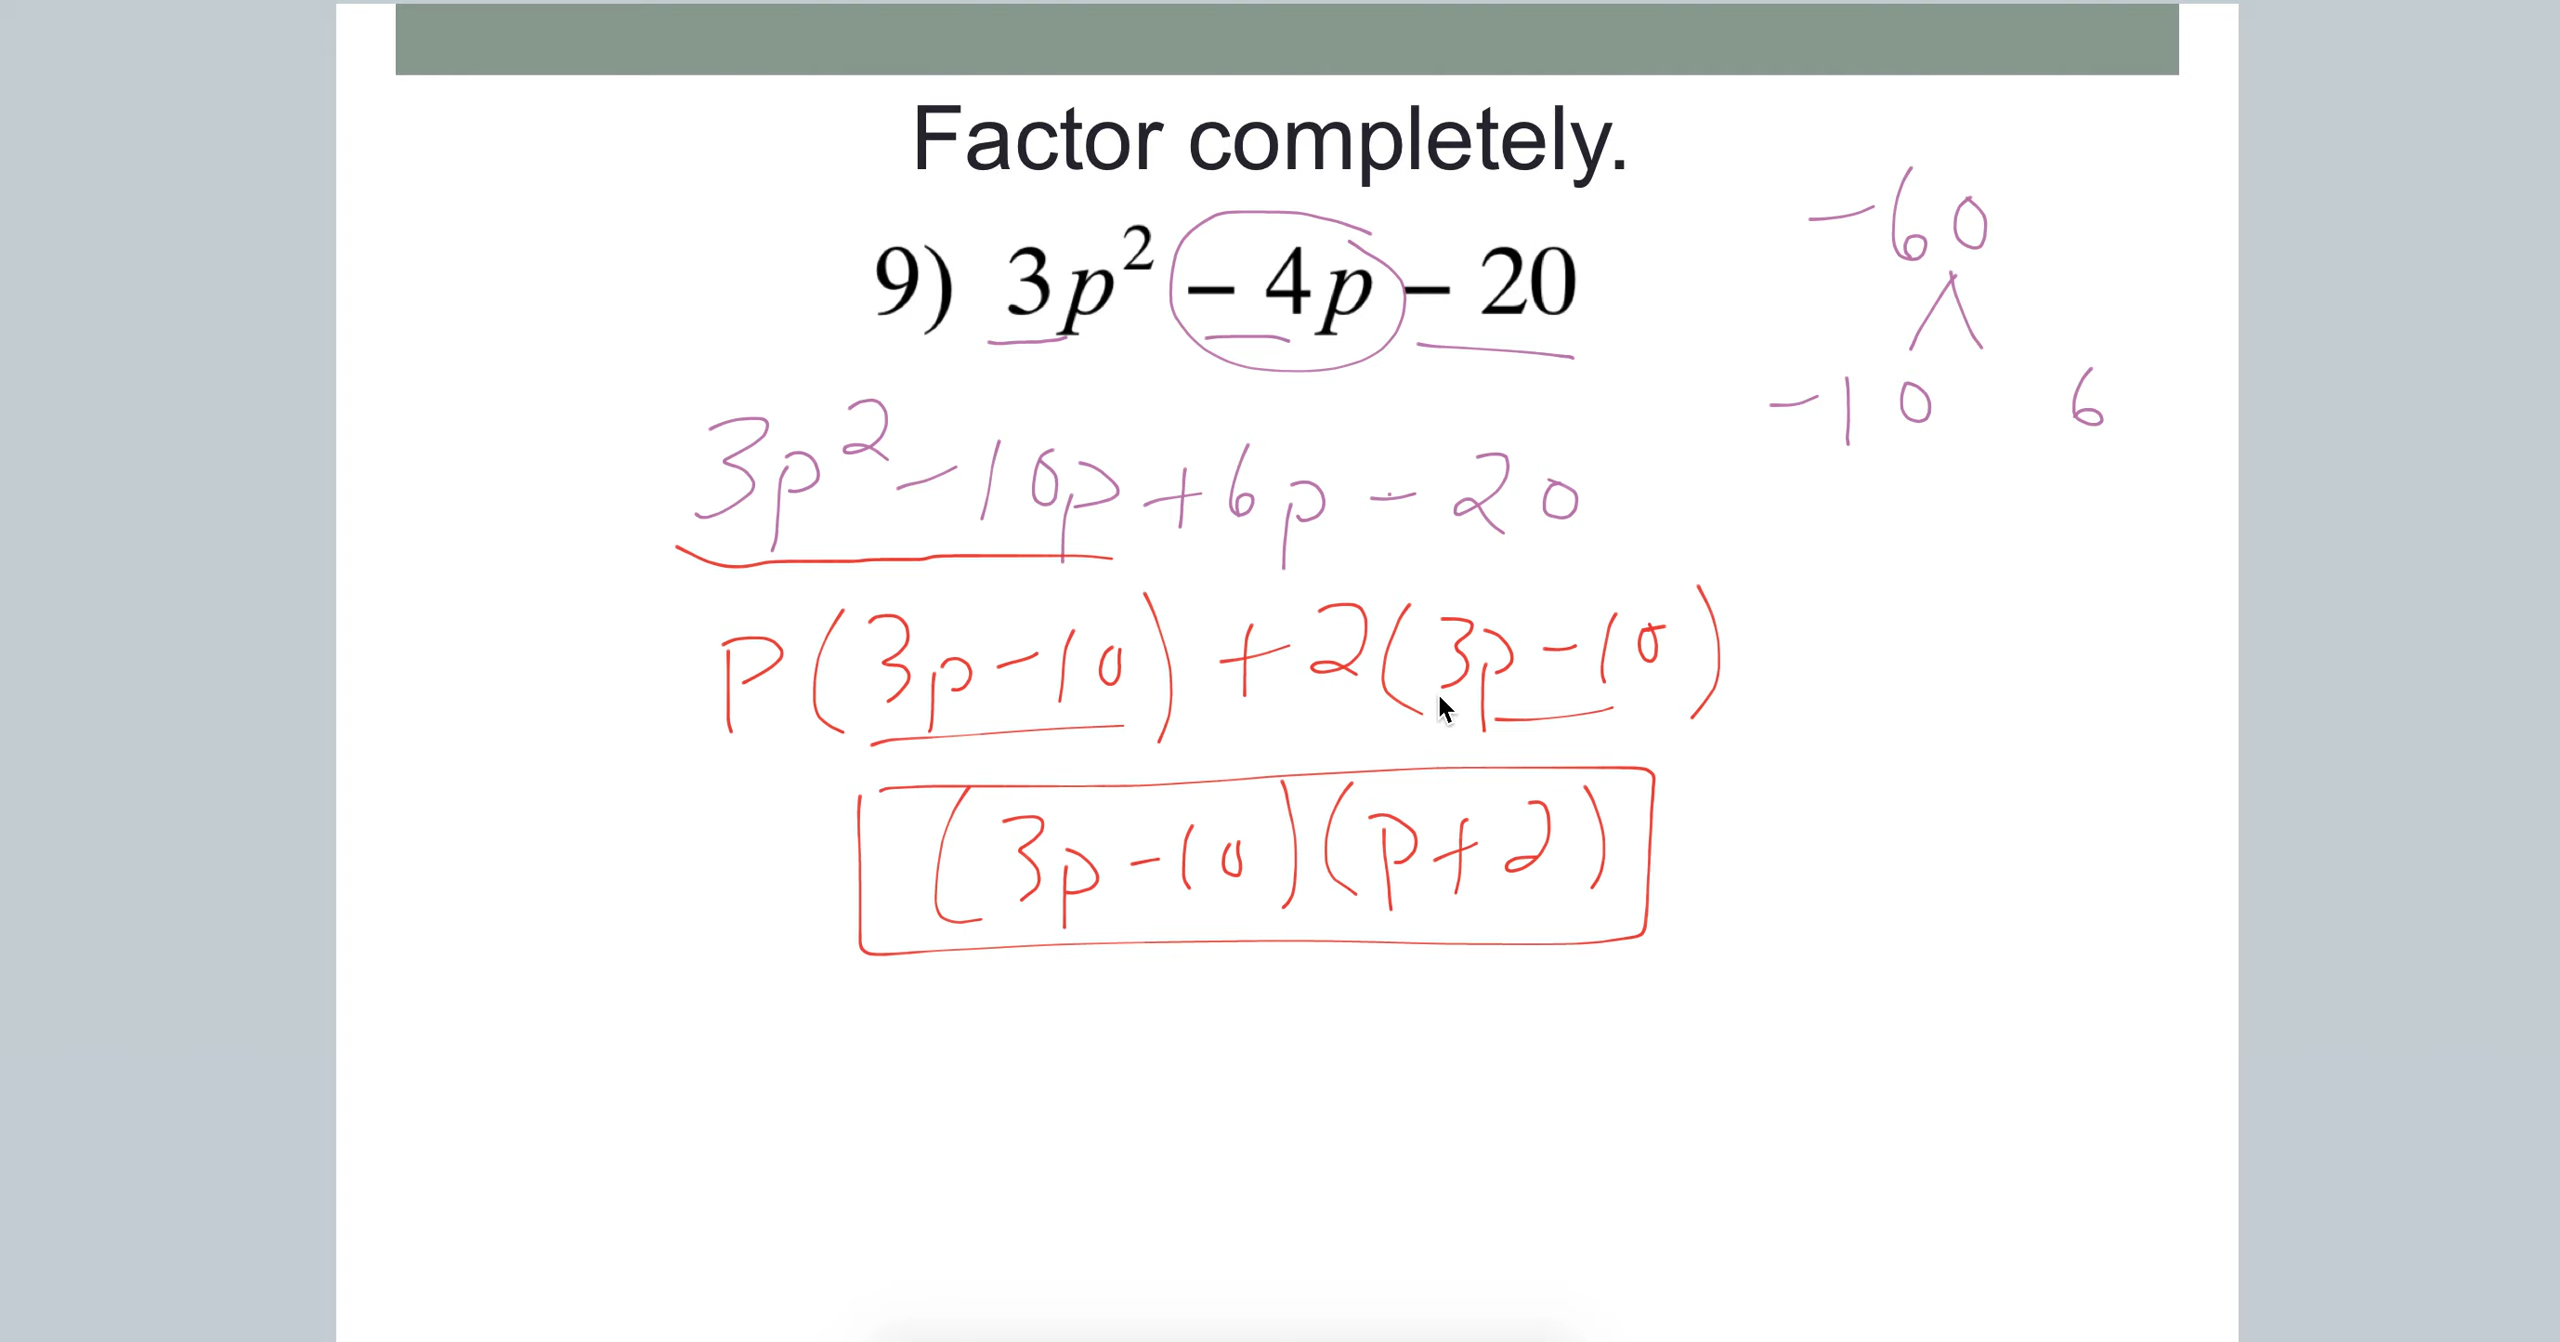 Factor completely.
9) 3p² – 4p – 20
-60
-10 6
3p² - 10p + 6p - 20
P(3p - 10) + 2(3p - 10)
(3p - 10)(p + 2)